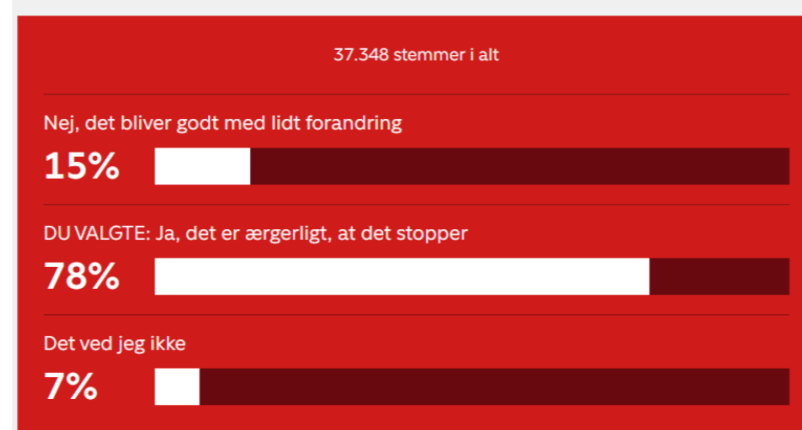 37.348 stemmer i alt
Nej, det bliver godt med lidt forandring
15%
DU VALGTE: Ja, det er ærgerligt, at det stopper
78%
Det ved jeg ikke
7%